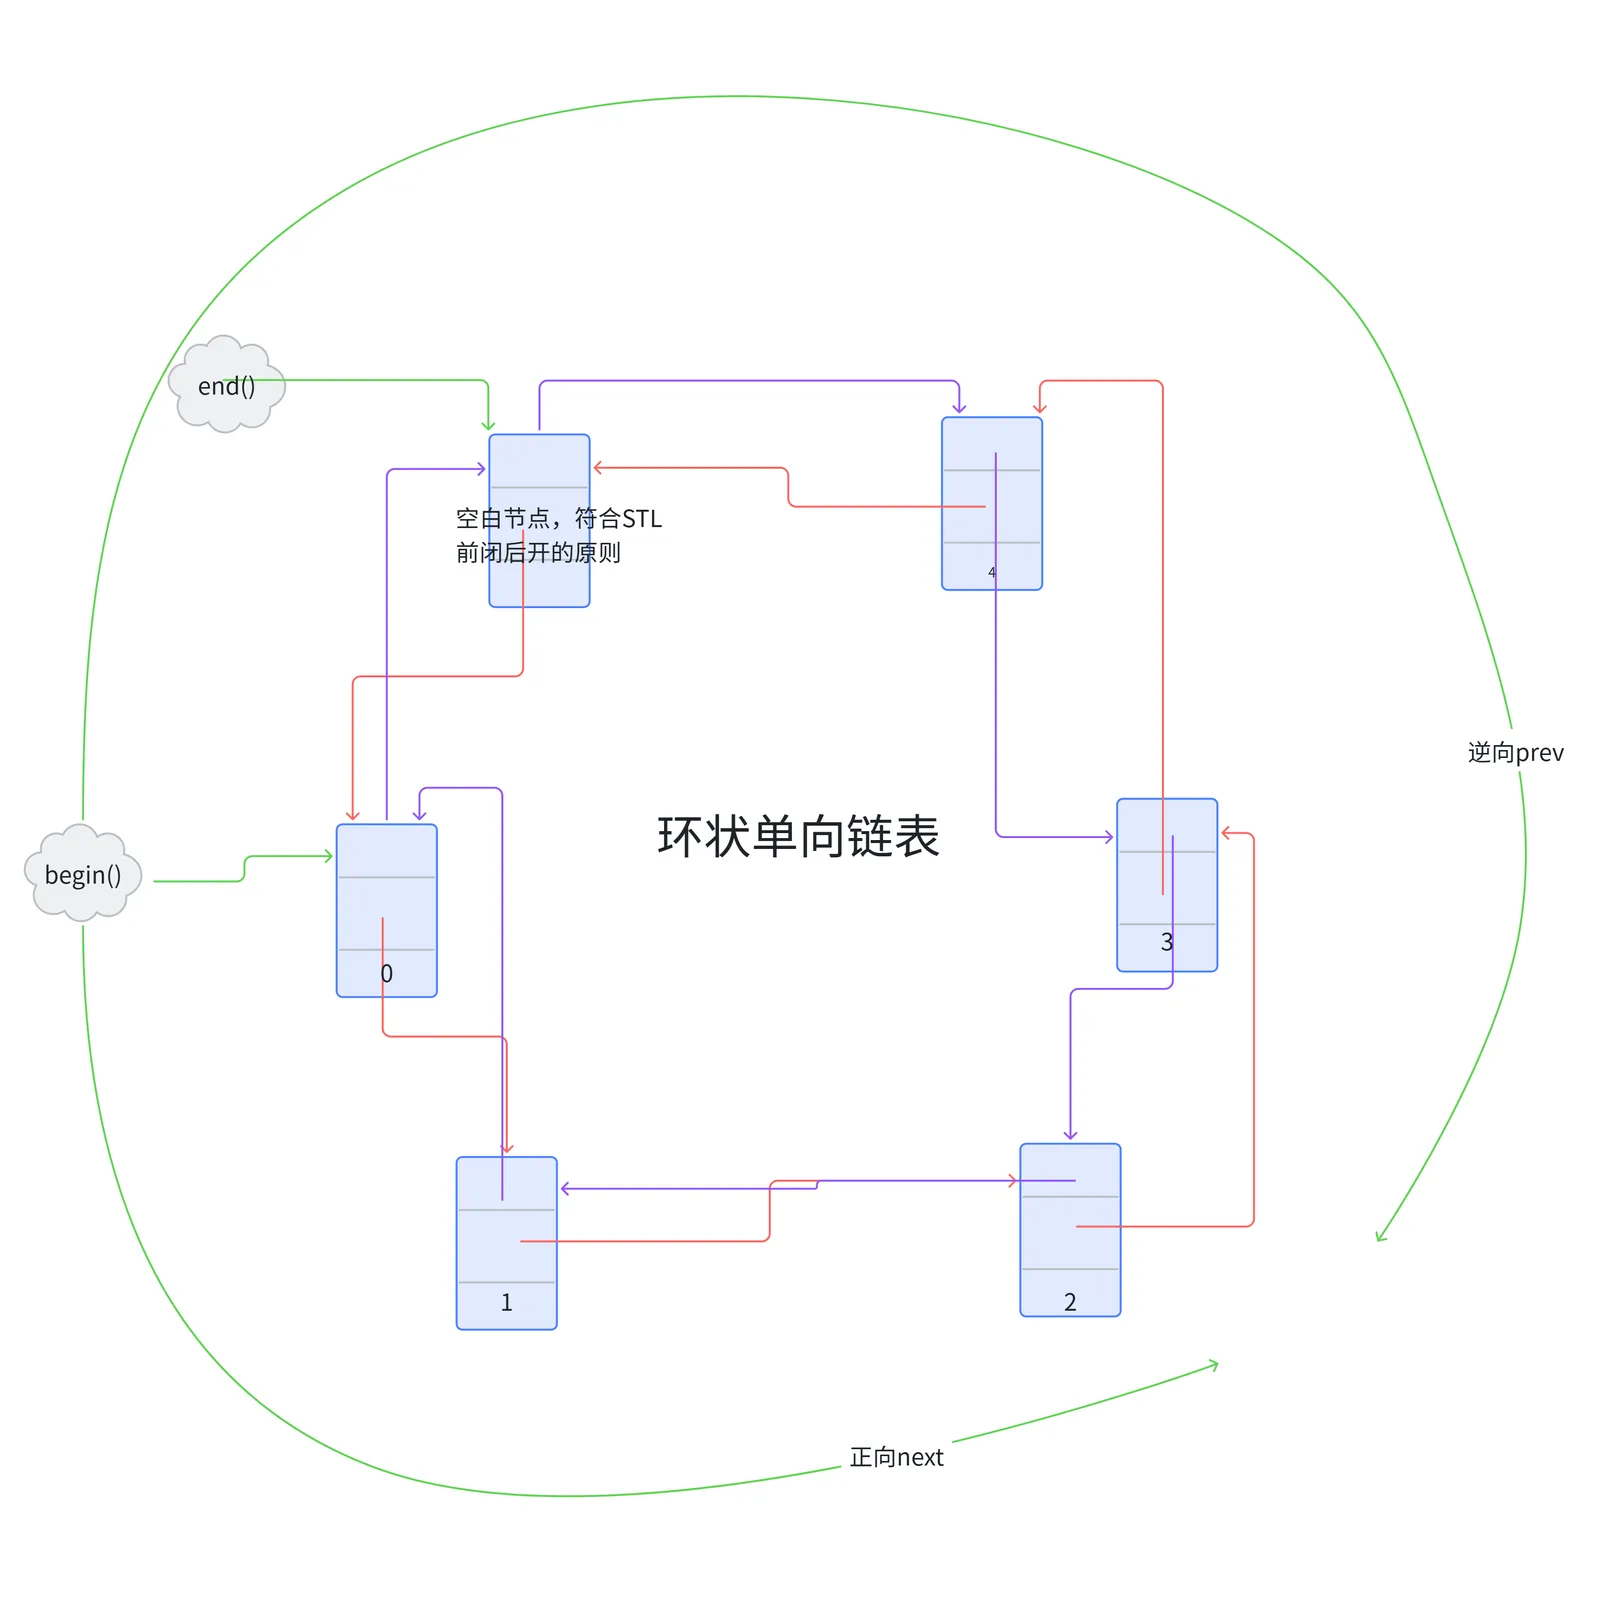 end()
空白节点，符合STL
前闭后开的原则
4
逆向prev
环状单向链表
begin()
3
0
1
2
正向next